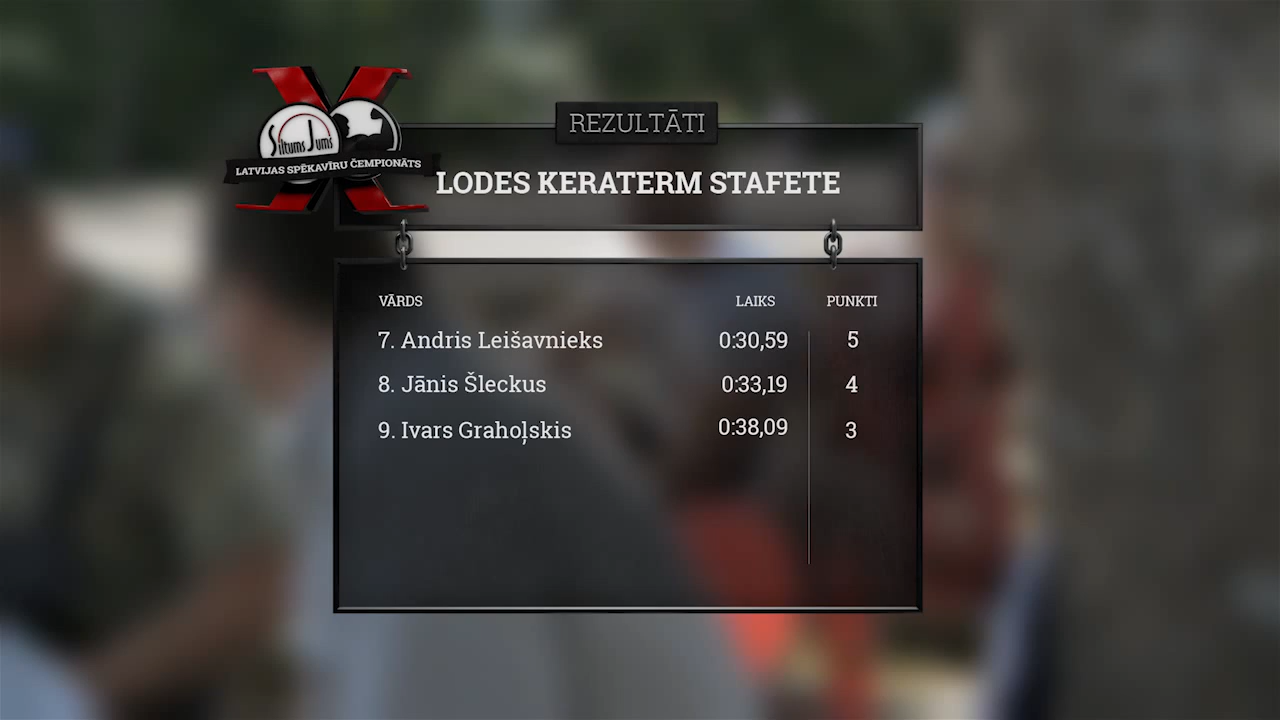 REZULTĀTI
Siltums Jums
LATVIJAS SPĒKAVĪRU ČEMPIONĀTS
LODES KERATERM STAFETE
VĀRDS LAIKS PUNKTI
7. Andris Leišavnieks 0:30,59 5
8. Jānis Šleckus 0:33,19 4
9. Ivars Grahoļskis 0:38,09 3